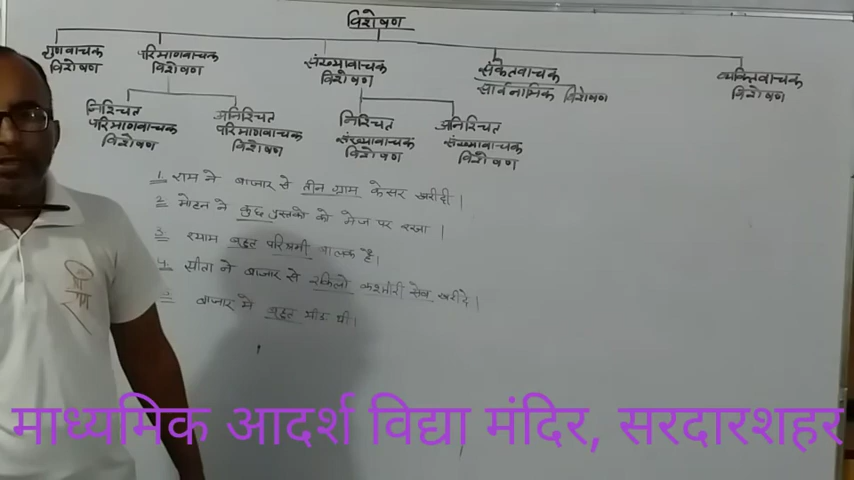 विशेषण
गुणवाचक विशेषण
परिमाणवाचक विशेषण
संख्यावाचक विशेषण
संकेतवाचक
सार्वनामिक विशेषण
व्यक्तिवाचक विशेषण
निश्चित परिमाणवाचक विशेषण
अनिश्चित परिमाणवाचक विशेषण
निश्चित संख्यावाचक विशेषण
अनिश्चित संख्यावाचक विशेषण
1. राम ने बाजार से तीन ग्राम केसर खरीदी।
2. मोहन ने कुछ पुस्तकों को मेज पर रखा।
3. श्याम बहुत परिश्रमी बालक है।
4. सीता ने बाजार से 2किलो कश्मीरी सेब खरीदे।
बाजार में बहुत भीड़ थी।
माध्यमिक आदर्श विद्या मंदिर, सरदारशहर